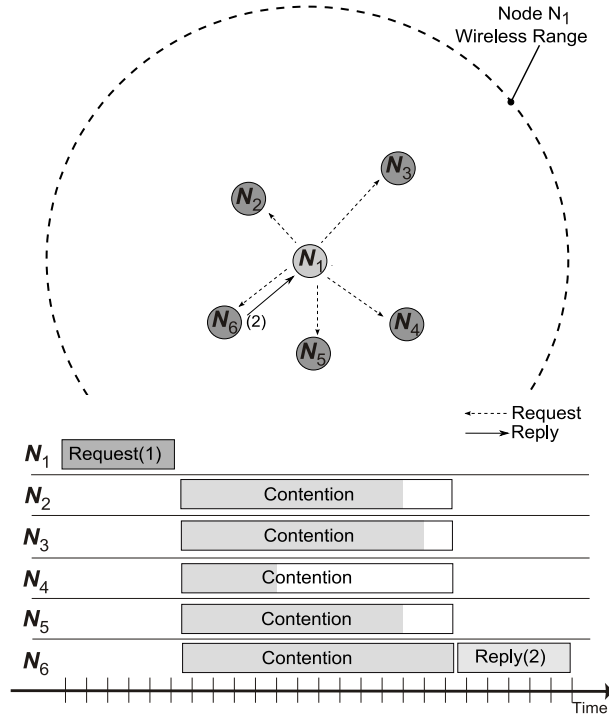 Node N1
Wireless Range
N3
N2
N1
N6 (2)
N4
N5
Request
Reply
N1 Request(1)
N2 Contention
N3 Contention
N4 Contention
N5 Contention
N6 Contention Reply(2)
Time